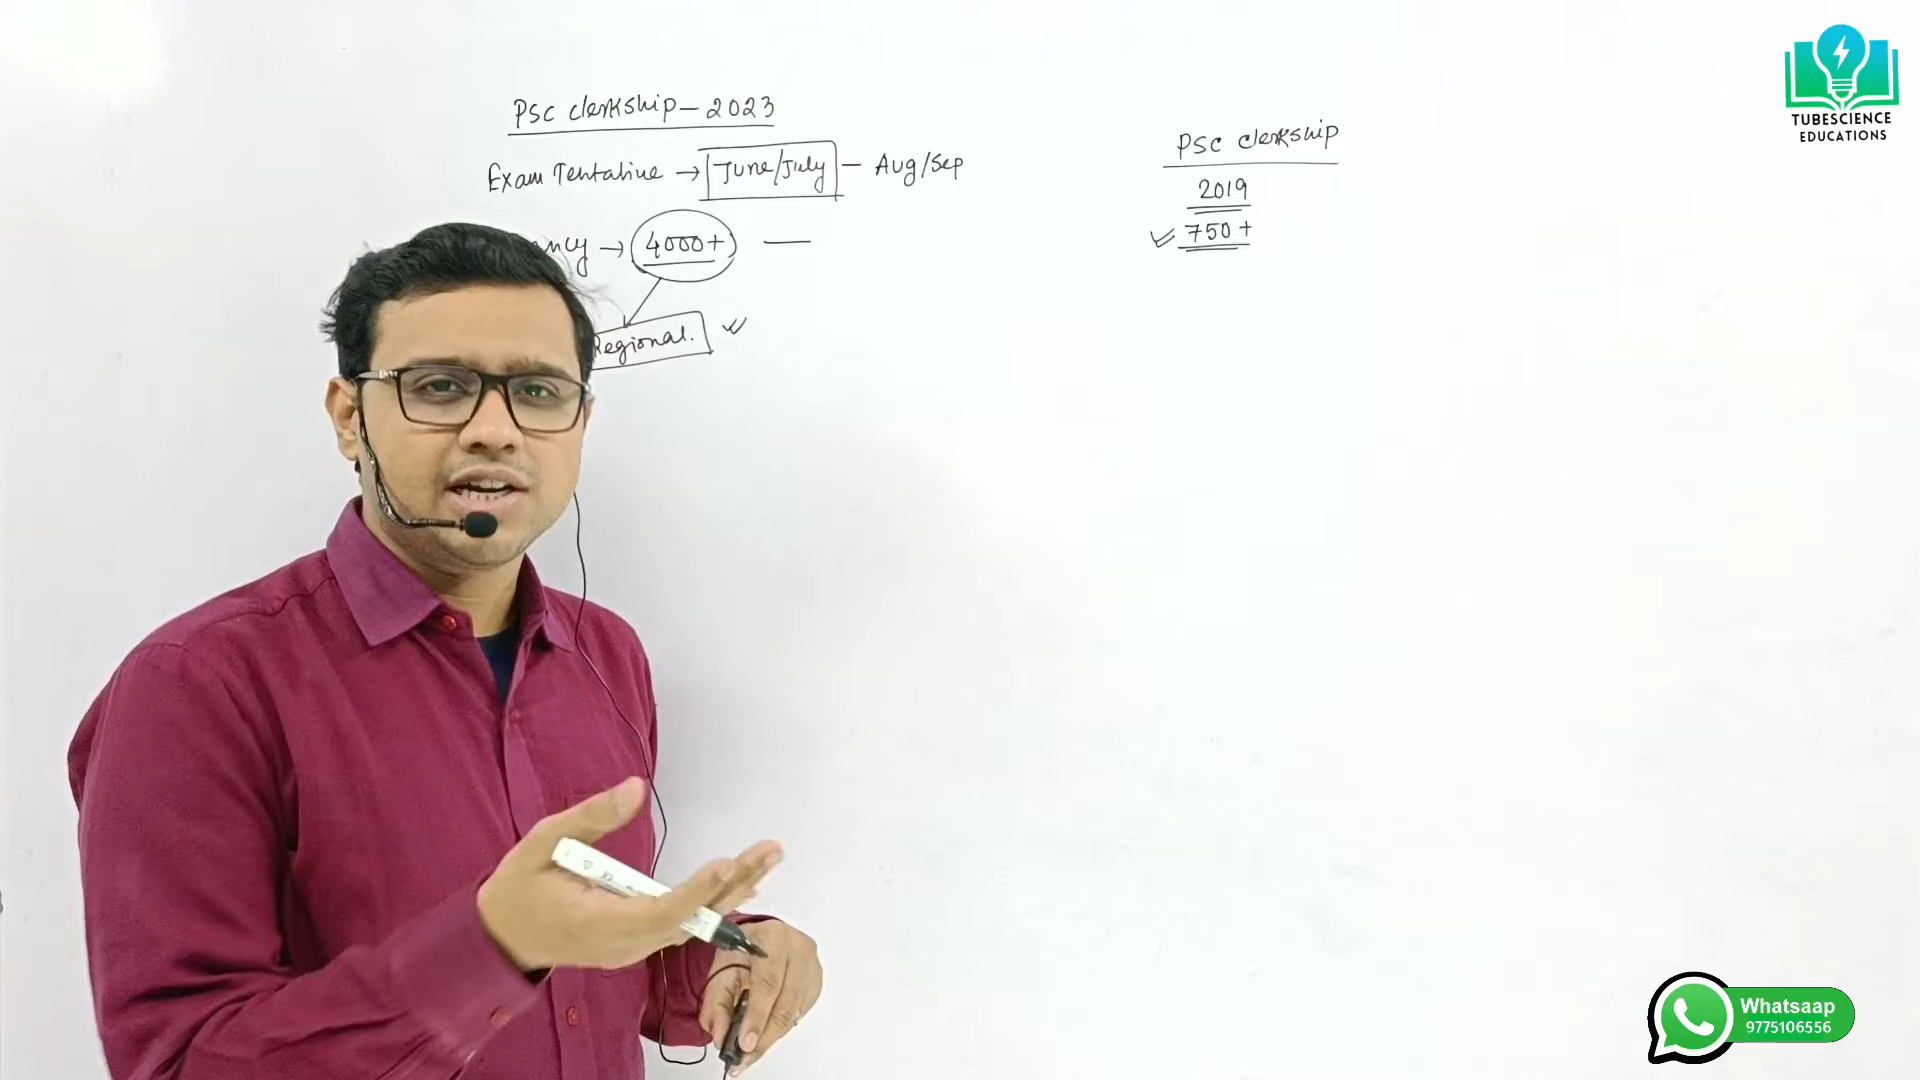 PSC clerkship - 2023
Exam Tentative → June/July - Aug/Sep
→ 4000+ —
Regional.
PSC clerkship
2019
750+
TUBESCIENCE
EDUCATIONS
Whatsaap
9775106556